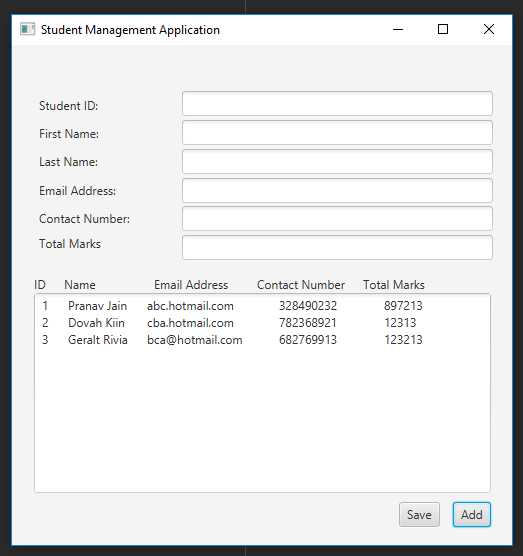 Student Management Application
Student ID:
First Name:
Last Name:
Email Address:
Contact Number:
Total Marks
ID Name Email Address Contact Number Total Marks
1 Pranav Jain abc.hotmail.com 328490232 897213
2 Dovah Kiin cba.hotmail.com 782368921 12313
3 Geralt Rivia bca@hotmail.com 682769913 123213
Save Add